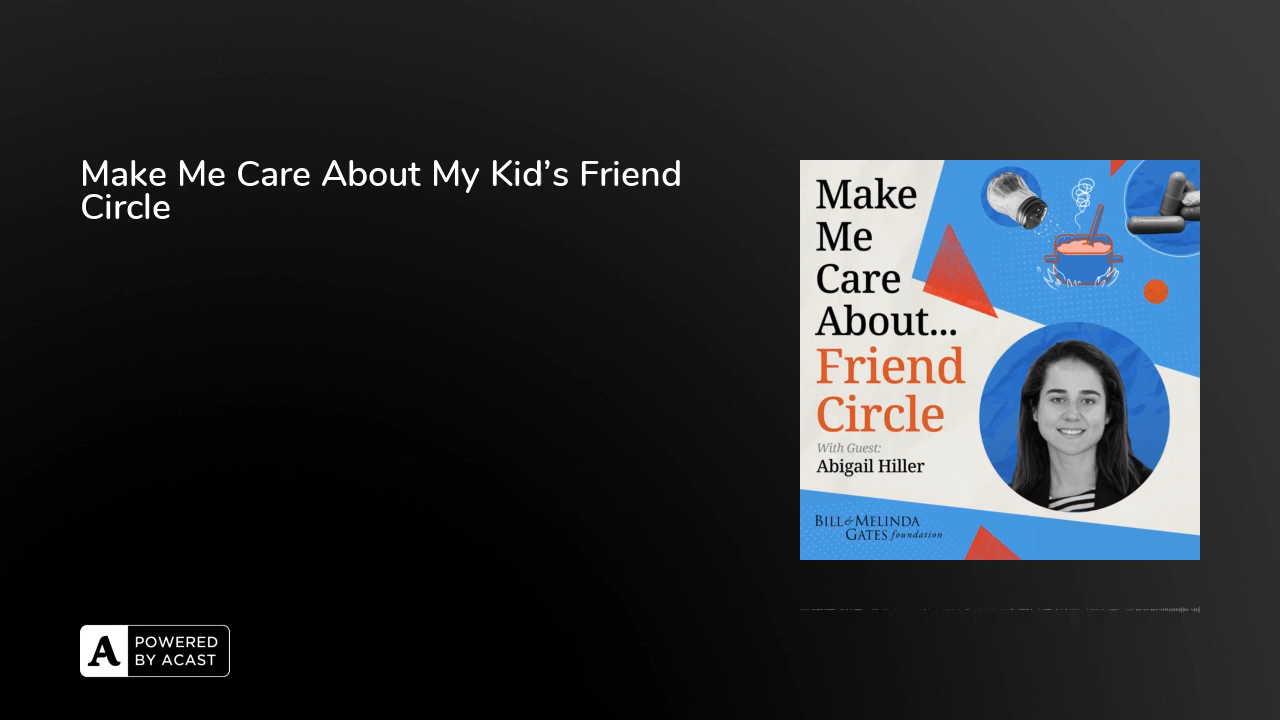 Make Me Care About My Kid’s Friend
Circle
Make
Me
Care
About...
Friend
Circle
With Guest:
Abigail Hiller
BILL & MELINDA
GATES foundation
A
POWERED
BY ACAST